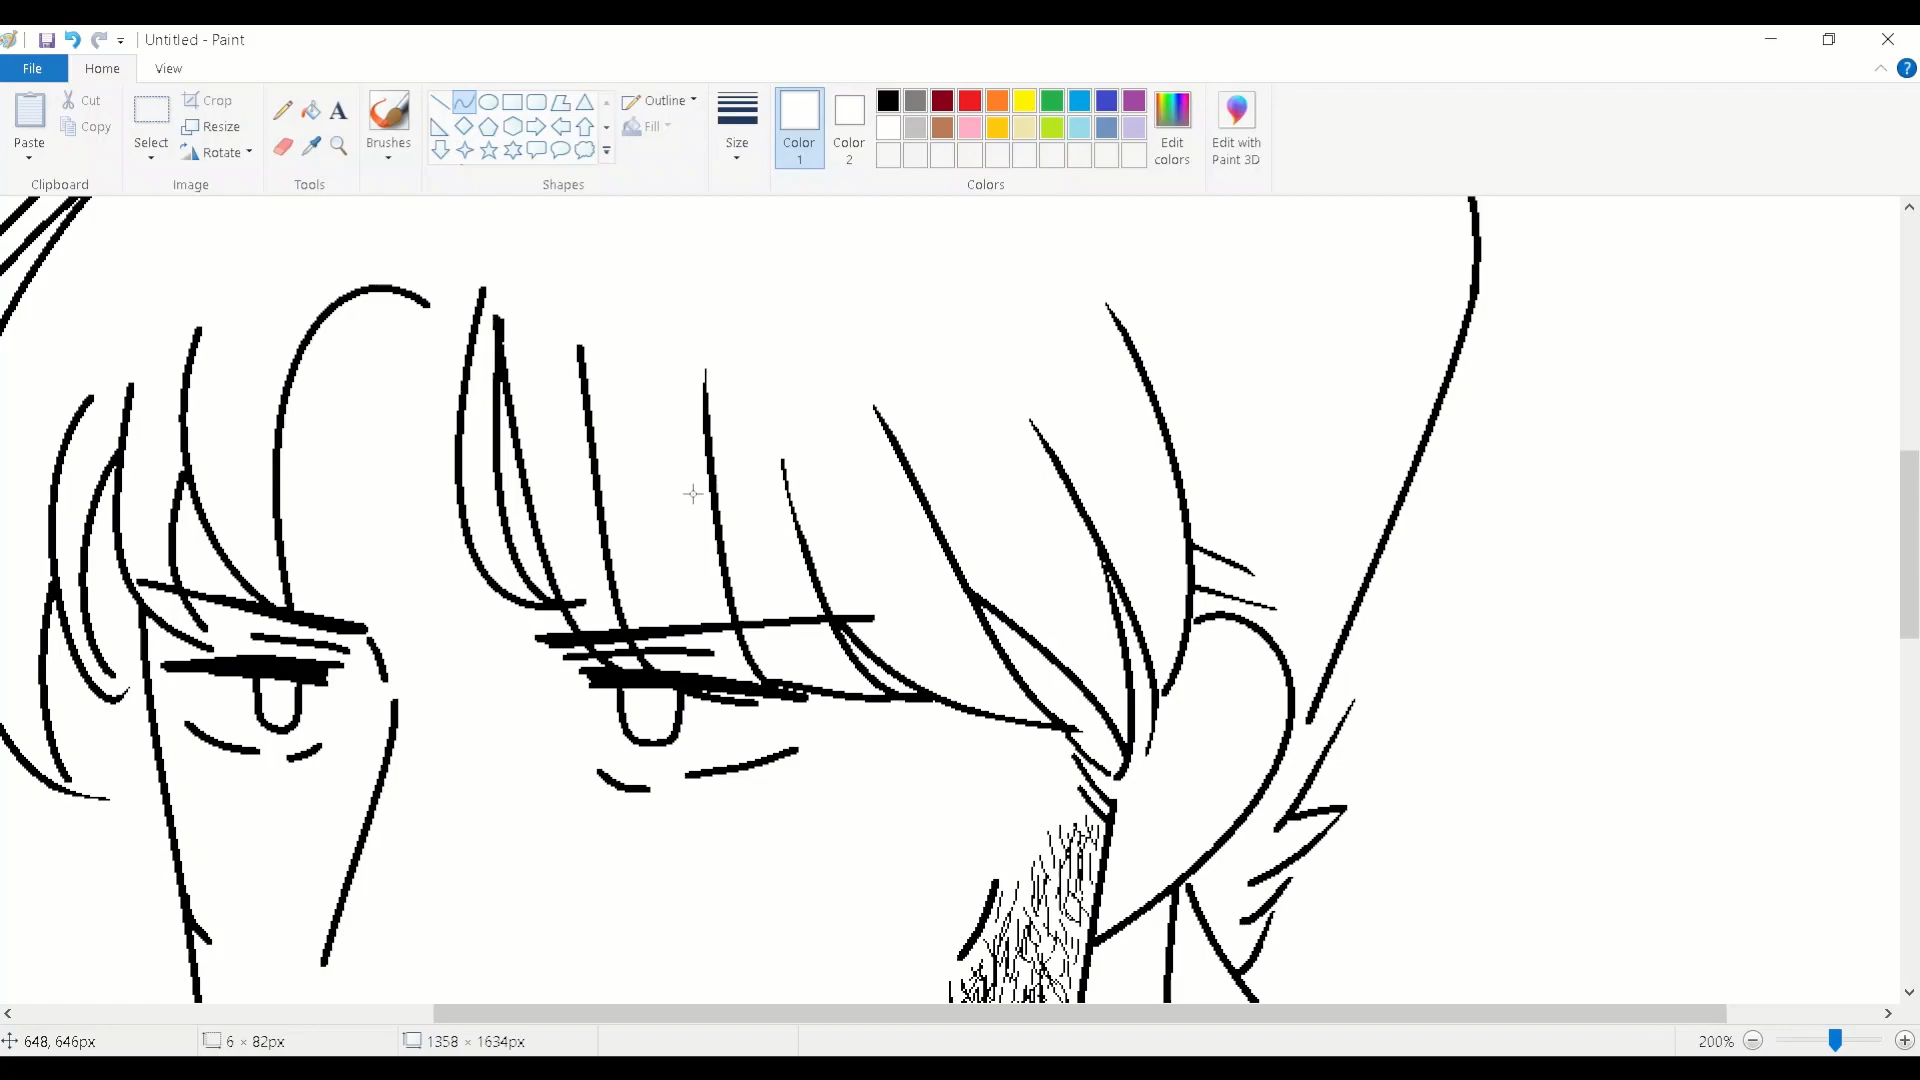 Untitled - Paint
File Home View
Paste
Cut
Copy
Clipboard
Select
Crop
Resize
Rotate
Image
A
Tools
Brushes
Shapes
Outline
Fill
Size
Color 1
Color 2
Colors
Edit colors
Edit with Paint 3D
?
648, 646px
6 × 82px
1358 × 1634px
200%